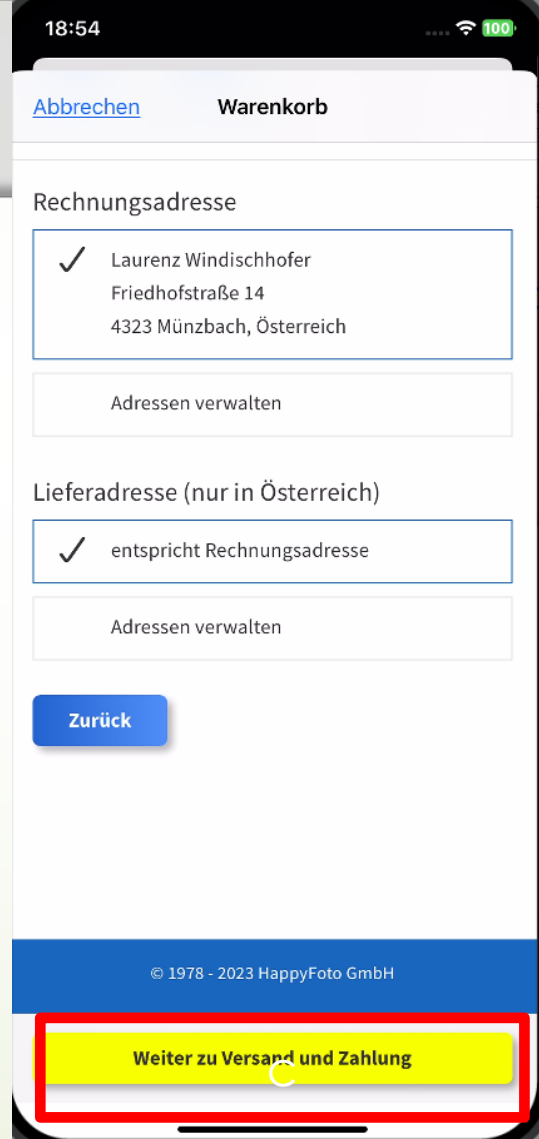 18:54
100
Abbrechen
Warenkorb
Rechnungsadresse
Laurenz Windischhofer
Friedhofstraße 14
4323 Münzbach, Österreich
Adressen verwalten
Lieferadresse (nur in Österreich)
entspricht Rechnungsadresse
Adressen verwalten
Zurück
© 1978 - 2023 HappyFoto GmbH
Weiter zu Versand und Zahlung